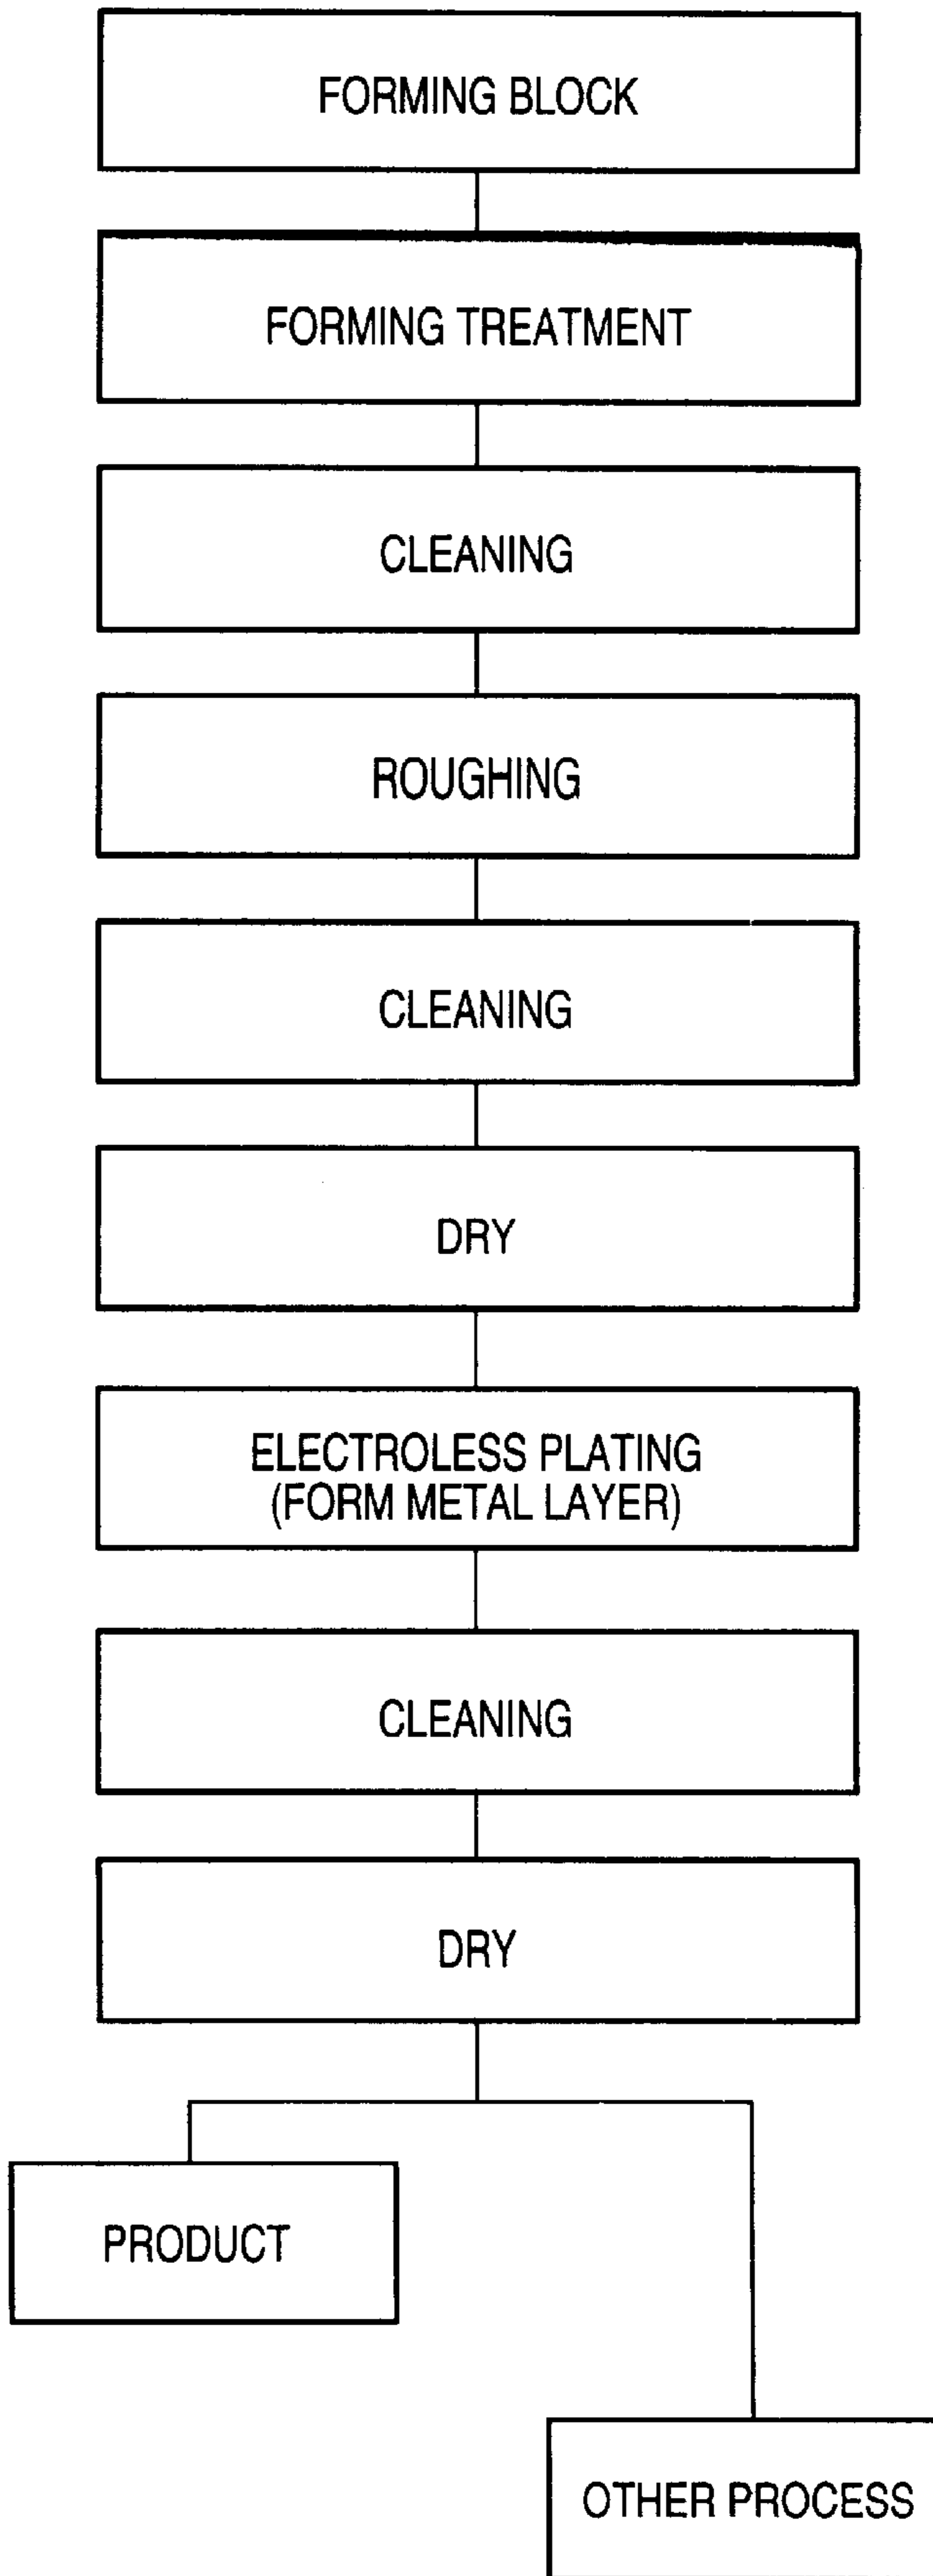 FORMING BLOCK
FORMING TREATMENT
CLEANING
ROUGHING
CLEANING
DRY
ELECTROLESS PLATING
(FORM METAL LAYER)
CLEANING
DRY
PRODUCT
OTHER PROCESS